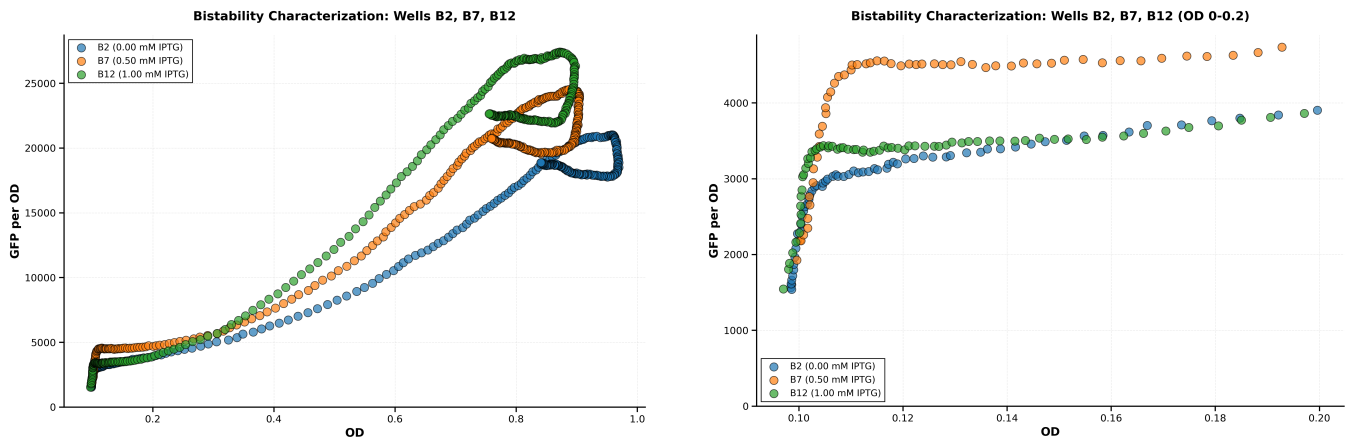 Bistability Characterization: Wells B2, B7, B12
B2 (0.00 mM IPTG)
B7 (0.50 mM IPTG)
B12 (1.00 mM IPTG)
GFP per OD
25000
20000
15000
10000
5000
0
0.2
0.4
0.6
0.8
1.0
OD
Bistability Characterization: Wells B2, B7, B12 (OD 0-0.2)
GFP per OD
4000
3000
2000
1000
0
B2 (0.00 mM IPTG)
B7 (0.50 mM IPTG)
B12 (1.00 mM IPTG)
0.10
0.12
0.14
0.16
0.18
0.20
OD